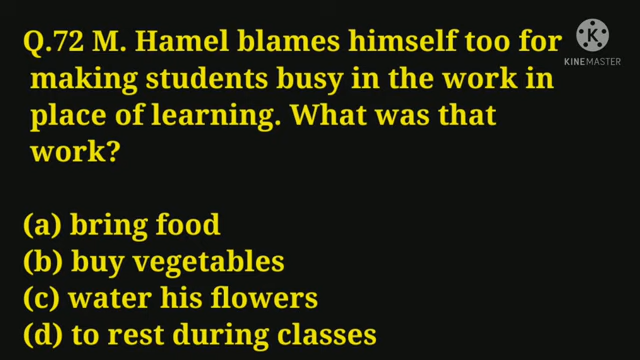 Q.72 M. Hamel blames himself too for
making students busy in the work in
place of learning. What was that
work?
(a) bring food
(b) buy vegetables
(c) water his flowers
(d) to rest during classes
K
KINEMASTER